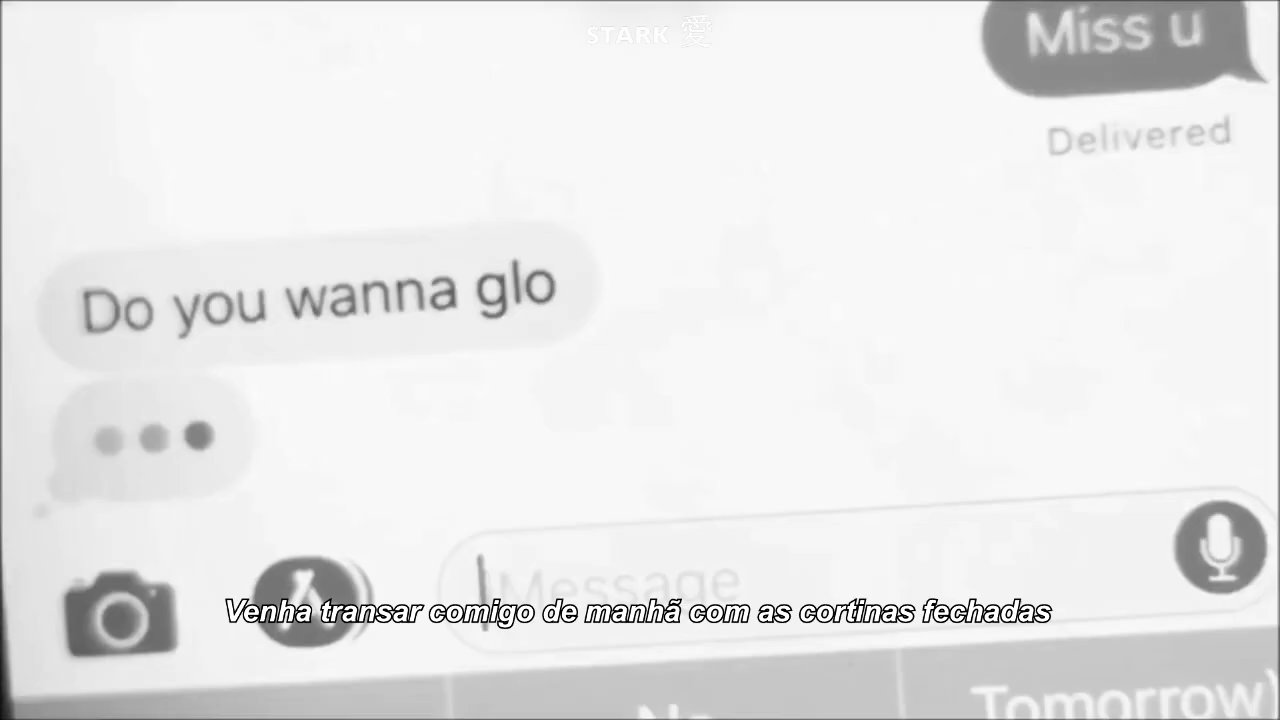 STARK 愛
Miss u
Delivered
Do you wanna glo
Message
Venha transar comigo de manhã com as cortinas fechadas
No
Tomorrow